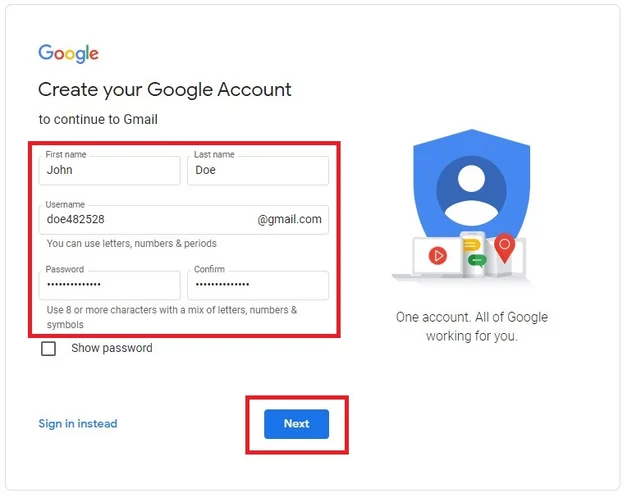 Google
Create your Google Account
to continue to Gmail
First name
Last name
John
Doe
Username
doe482528
@gmail.com
You can use letters, numbers & periods
Password
Confirm
••••••••••••••
••••••••••••••
Use 8 or more characters with a mix of letters, numbers &
symbols
Show password
One account. All of Google
working for you.
Sign in instead
Next